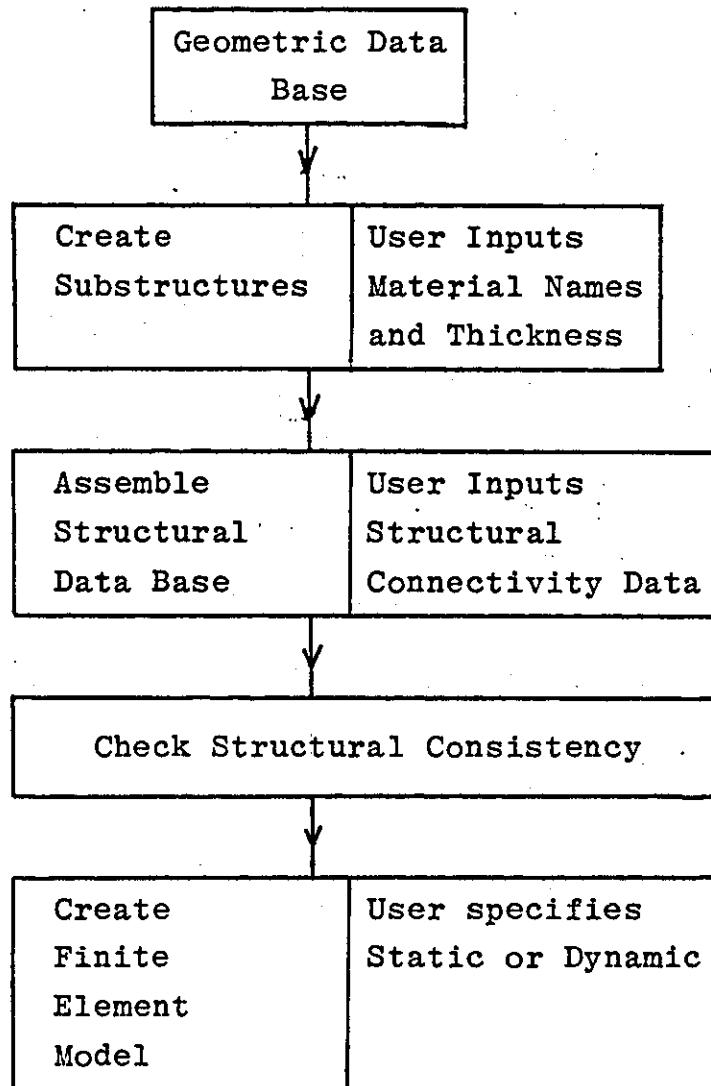 Geometric Data
Base
Create
Substructures
User Inputs
Material Names
and Thickness
Assemble
Structural
Data Base
User Inputs
Structural
Connectivity Data
Check Structural Consistency
Create
Finite
Element
Model
User specifies
Static or Dynamic